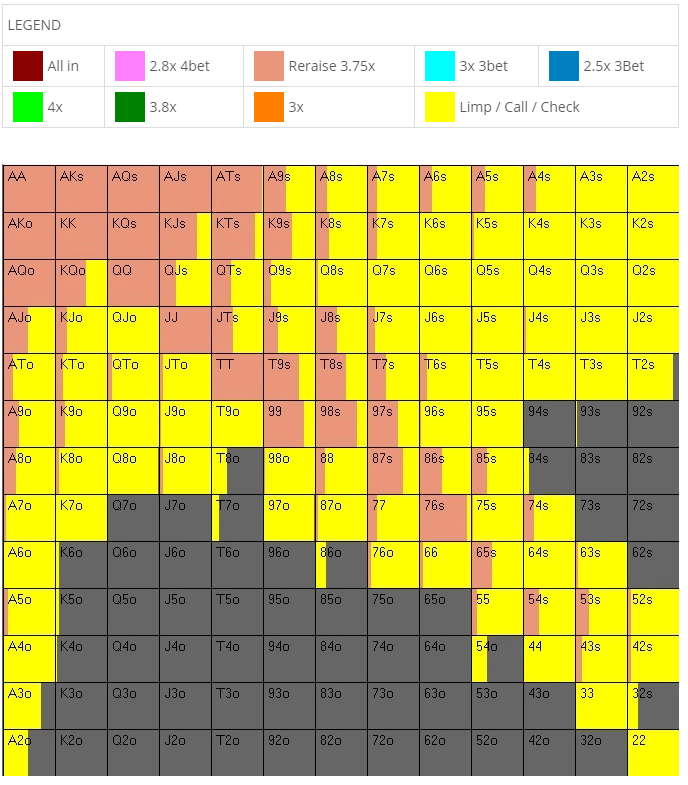 LEGEND
All in 2.8x 4bet Reraise 3.75x 3x 3bet 2.5x 3Bet
4x 3.8x 3x Limp / Call / Check
AA AKs AQs AJs ATs A9s A8s A7s A6s A5s A4s A3s A2s
AKo KK KQs KJs KTs K9s K8s K7s K6s K5s K4s K3s K2s
AQo KQo QQ QJs QTs Q9s Q8s Q7s Q6s Q5s Q4s Q3s Q2s
AJo KJo QJo JJ JTs J9s J8s J7s J6s J5s J4s J3s J2s
ATo KTo QTo JTo TT T9s T8s T7s T6s T5s T4s T3s T2s
A9o K9o Q9o J9o T9o 99 98s 97s 96s 95s 94s 93s 92s
A8o K8o Q8o J8o T8o 98o 88 87s 86s 85s 84s 83s 82s
A7o K7o Q7o J7o T7o 97o 87o 77 76s 75s 74s 73s 72s
A6o K6o Q6o J6o T6o 96o 86o 76o 66 65s 64s 63s 62s
A5o K5o Q5o J5o T5o 95o 85o 75o 65o 55 54s 53s 52s
A4o K4o Q4o J4o T4o 94o 84o 74o 64o 54o 44 43s 42s
A3o K3o Q3o J3o T3o 93o 83o 73o 63o 53o 43o 33 32s
A2o K2o Q2o J2o T2o 92o 82o 72o 62o 52o 42o 32o 22